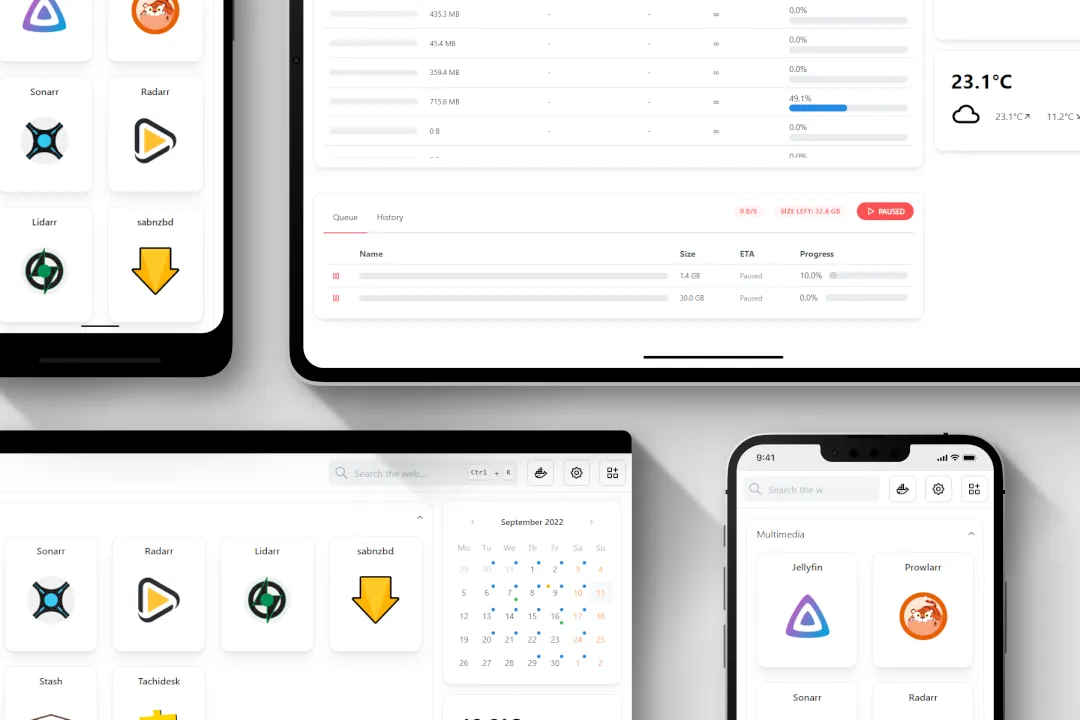 Sonarr
Radarr
Lidarr
sabnzbd
435.3 MB - - ∞ 0.0%
45.4 MB - - ∞ 0.0%
359.4 MB - - ∞ 0.0%
715.6 MB - - ∞ 49.1%
0 B - - ∞ 0.0%
23.1°C
23.1°C↗ 11.2°C
Queue History 0 B/S SIZE LEFT: 32.8 GB PAUSED
Name Size ETA Progress
1.4 GB Paused 10.0%
30.0 GB Paused 0.0%
Search the web... Ctrl + K
Sonarr Radarr Lidarr sabnzbd
Stash Tachidesk
September 2022
Mo Tu We Th Fr Sa Su
29 30 31 1 2 3 4
5 6 7 8 9 10 11
12 13 14 15 16 17 18
19 20 21 22 23 24 25
26 27 28 29 30 1 2
9:41
Search the w
Multimedia
Jellyfin Prowlarr
Sonarr Radarr